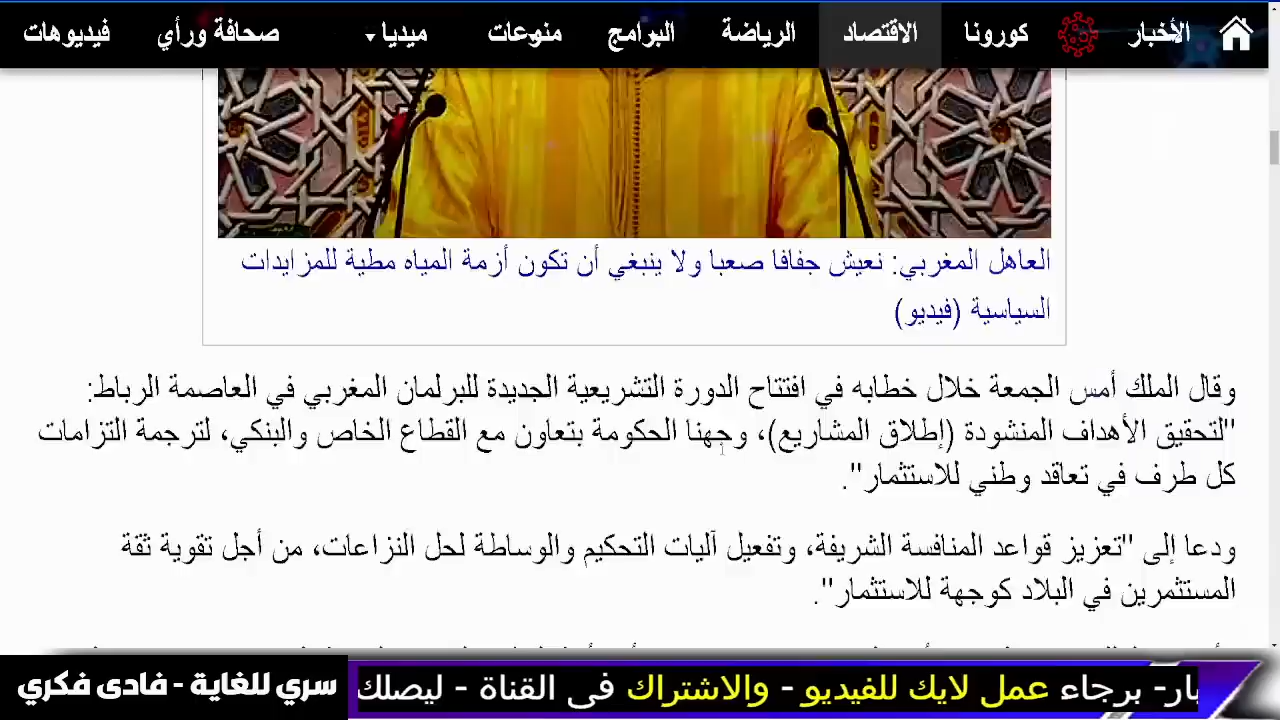 الأخبار كورونا الاقتصاد الرياضة البرامج منوعات ميديا صحافة ورأي فيديوهات
العاهل المغربي: نعيش جفافا صعبا ولا ينبغي أن تكون أزمة المياه مطية للمزايدات
السياسية (فيديو)
وقال الملك أمس الجمعة خلال خطابه في افتتاح الدورة التشريعية الجديدة للبرلمان المغربي في العاصمة الرباط:
"لتحقيق الأهداف المنشودة (إطلاق المشاريع)، وجهنا الحكومة بتعاون مع القطاع الخاص والبنكي، لترجمة التزامات
كل طرف في تعاقد وطني للاستثمار".
ودعا إلى "تعزيز قواعد المنافسة الشريفة، وتفعيل آليات التحكيم والوساطة لحل النزاعات، من أجل تقوية ثقة
المستثمرين في البلاد كوجهة للاستثمار".
برجاء عمل لايك للفيديو - والاشتراك فى القناة - ليصلك
سري للغاية - فادى فكري